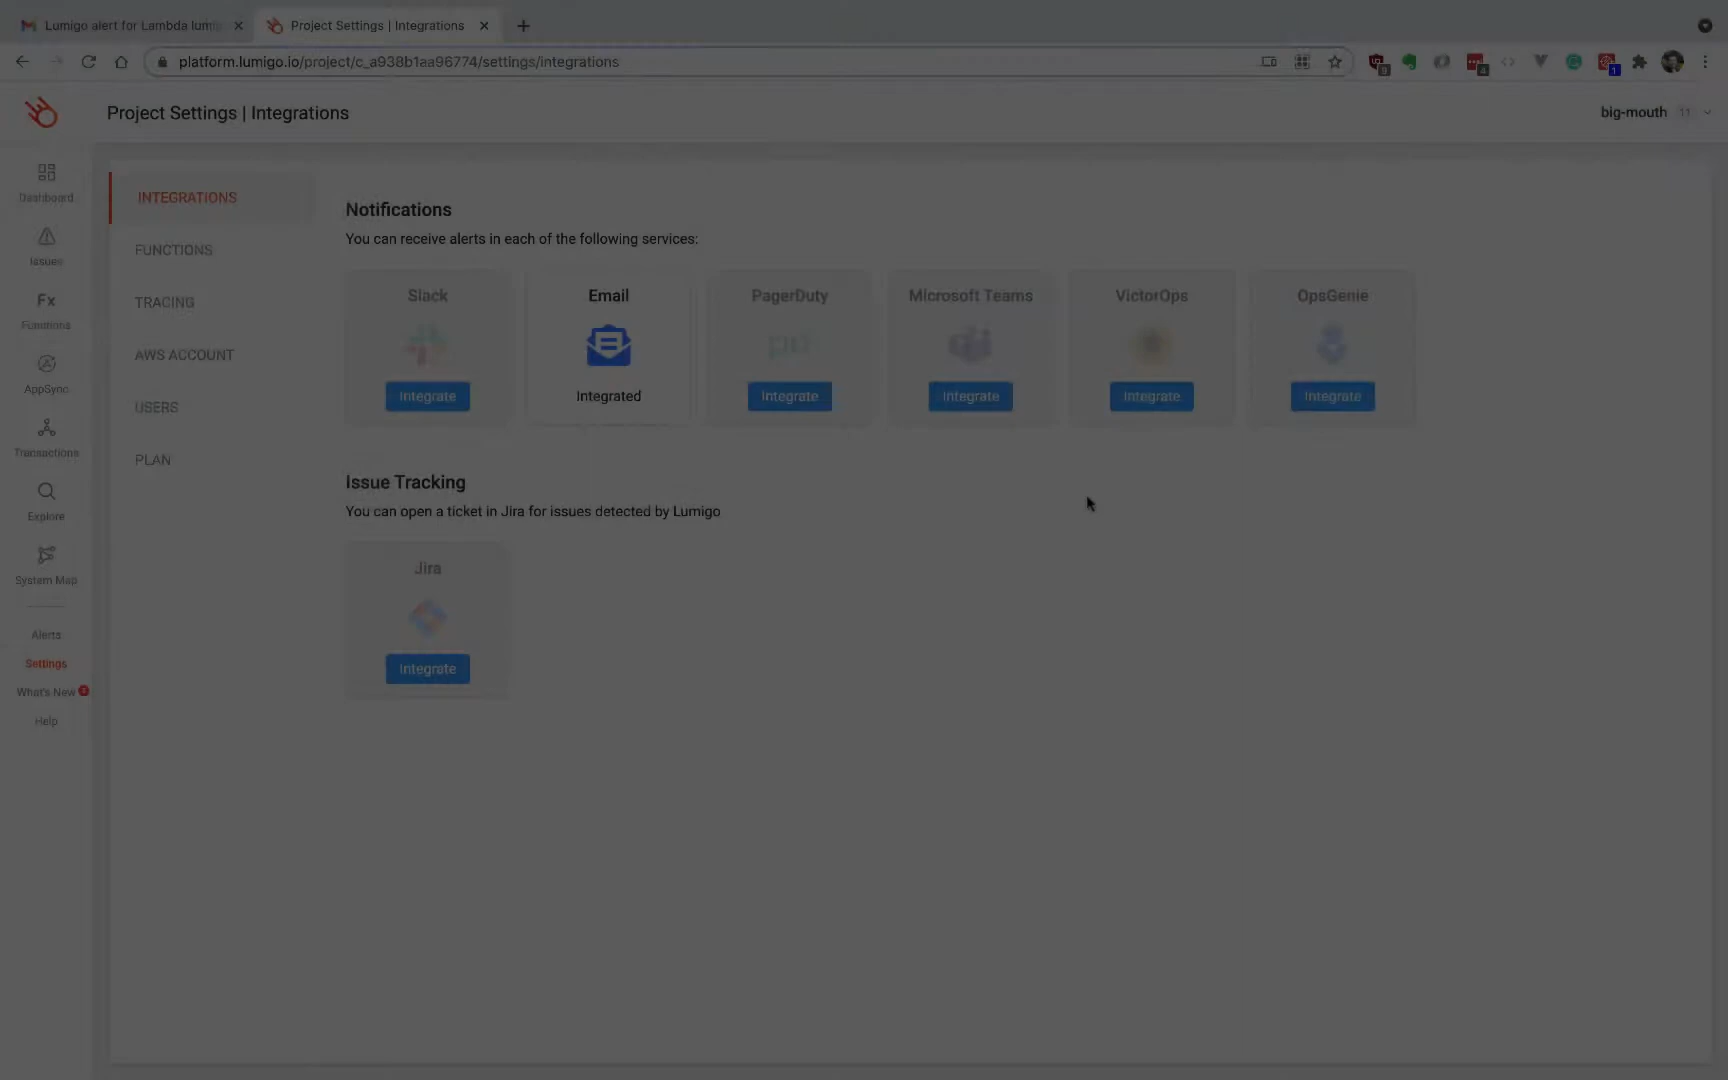 Lumigo alert for Lambda lumi
Project Settings | Integrations
platform.lumigo.io/project/c_a938b1aa96774/settings/integrations
Project Settings | Integrations
big-mouth 11
Dashboard
Issues
Fx
Functions
AppSync
Transactions
Explore
System Map
Alerts
Settings
What's New
Help
INTEGRATIONS
FUNCTIONS
TRACING
AWS ACCOUNT
USERS
PLAN
Notifications
You can receive alerts in each of the following services:
Slack
Integrate
Email
Integrated
PagerDuty
pd
Integrate
Microsoft Teams
Integrate
VictorOps
Integrate
OpsGenie
Integrate
Issue Tracking
You can open a ticket in Jira for issues detected by Lumigo
Jira
Integrate